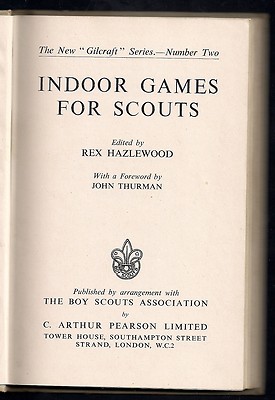 The New "Gilcraft" Series.—Number Two
INDOOR GAMES
FOR SCOUTS
Edited by
REX HAZLEWOOD
With a Foreword by
JOHN THURMAN
Published by arrangement with
THE BOY SCOUTS ASSOCIATION
by
C. ARTHUR PEARSON LIMITED
TOWER HOUSE, SOUTHAMPTON STREET
STRAND, LONDON, W.C.2